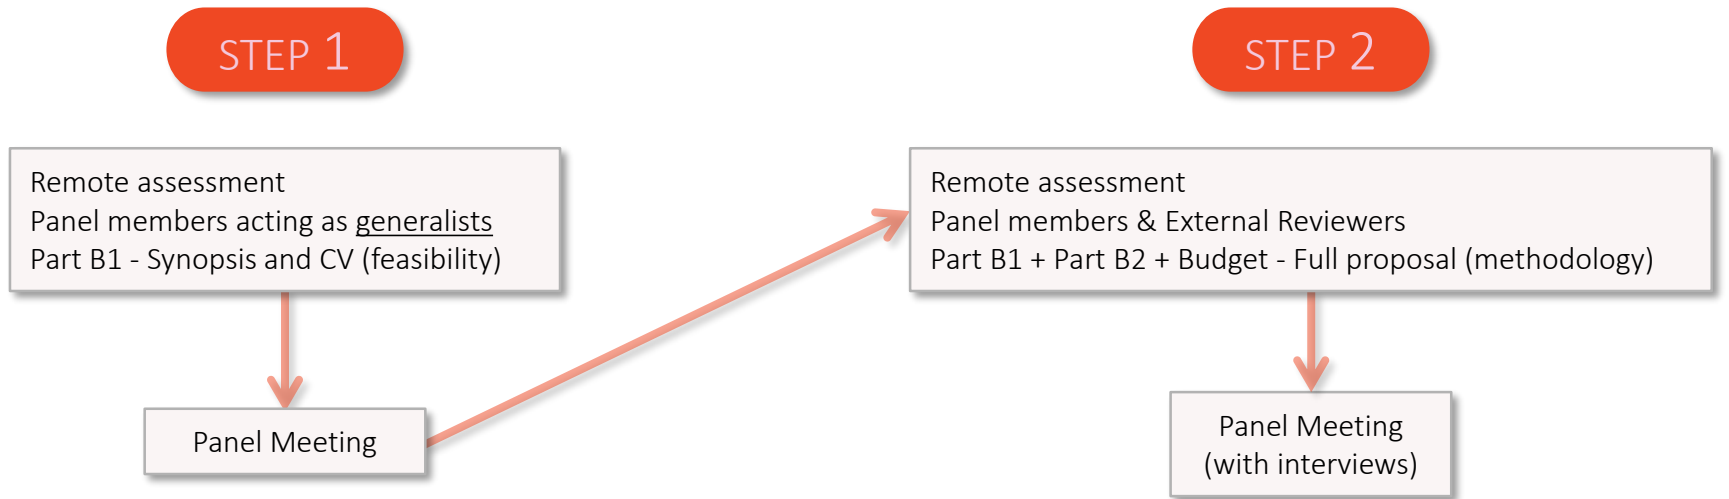 STEP 1
Remote assessment
Panel members acting as generalists
Part B1 - Synopsis and CV (feasibility)
Panel Meeting
STEP 2
Remote assessment
Panel members & External Reviewers
Part B1 + Part B2 + Budget - Full proposal (methodology)
Panel Meeting
(with interviews)